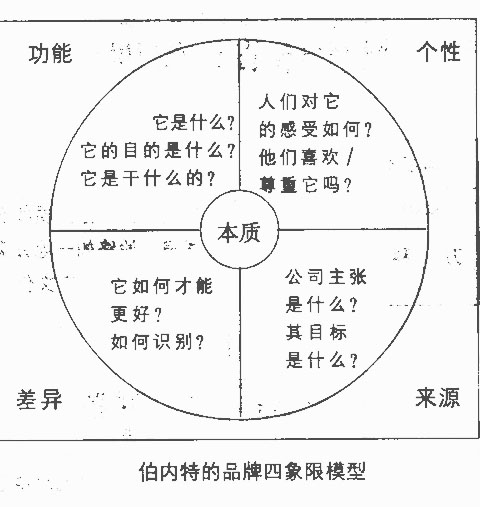 功能
个性
它是什么?
它的目的是什么?
它是干什么的?
人们对它
的感受如何?
他们喜欢/
尊重它吗?
本质
它如何才能
更好?
如何识别?
公司主张
是什么?
其目标
是什么?
差异
来源
伯内特的品牌四象限模型